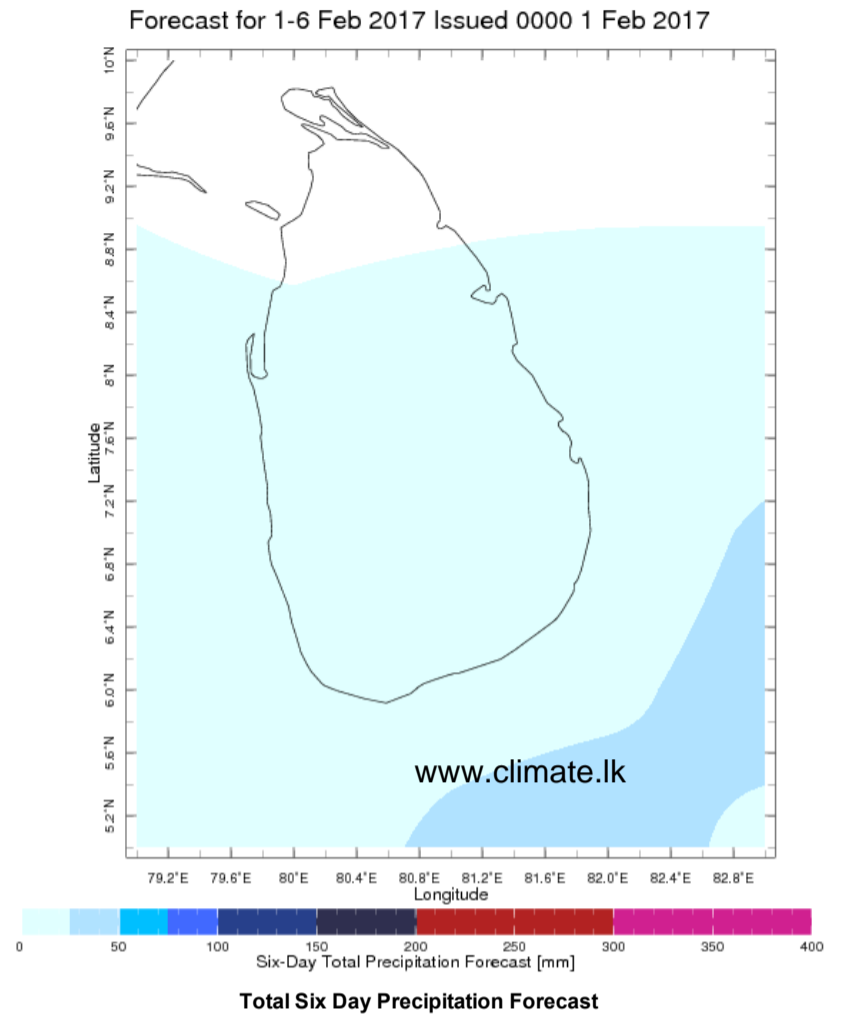 Forecast for 1-6 Feb 2017 Issued 0000 1 Feb 2017
10°N
9.6°N
9.2°N
8.8°N
8.4°N
8°N
7.6°N
7.2°N
6.8°N
6.4°N
6.0°N
5.6°N
5.2°N
Latitude
www.climate.lk
79.2°E 79.6°E 80°E 80.4°E 80.8°E 81.2°E 81.6°E 82.0°E 82.4°E 82.8°E
Longitude
0 50 100 150 200 250 300 350 400
Six-Day Total Precipitation Forecast [mm]
Total Six Day Precipitation Forecast